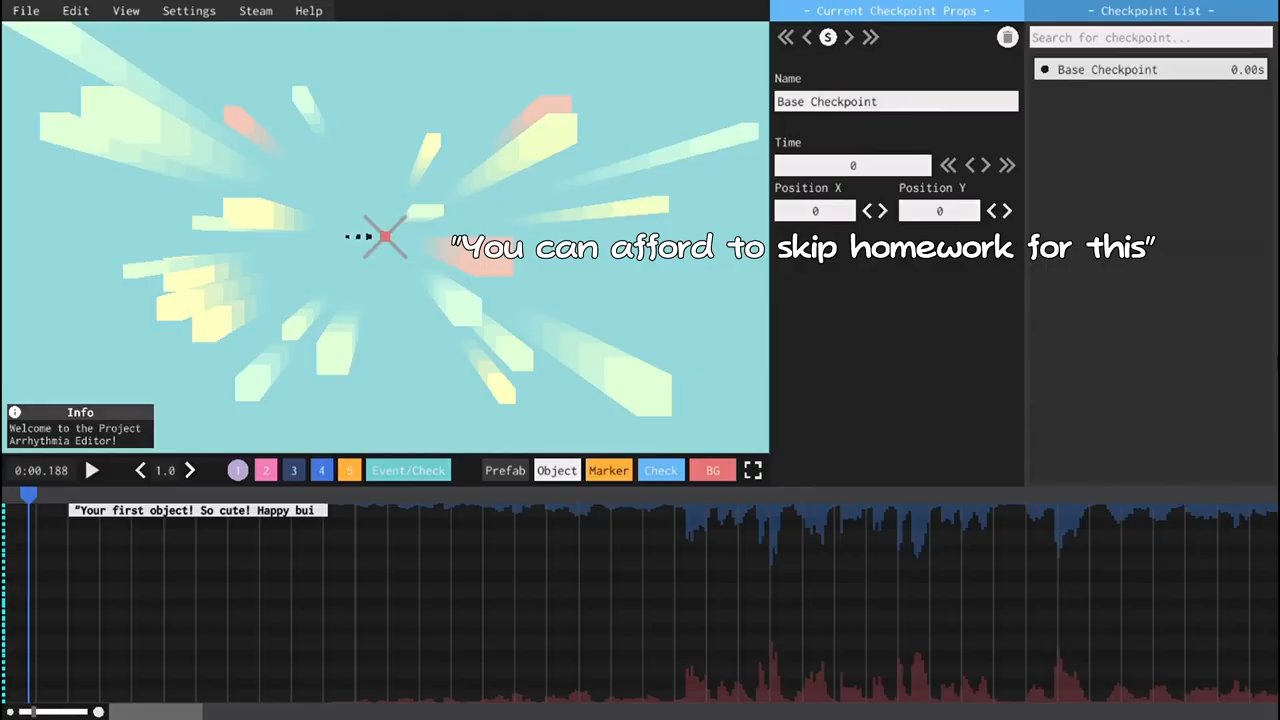 File Edit View Settings Steam Help
- Current Checkpoint Props -
- Checkpoint List -
S
Search for checkpoint...
Base Checkpoint 0.00s
Name
Base Checkpoint
Time
0
Position X Position Y
0 0
"You can afford to skip homework for this"
Info
Welcome to the Project
Arrhythmia Editor!
0:00.188 1.0 1 2 3 4 5 Event/Check Prefab Object Marker Check BG
"Your first object! So cute! Happy bui